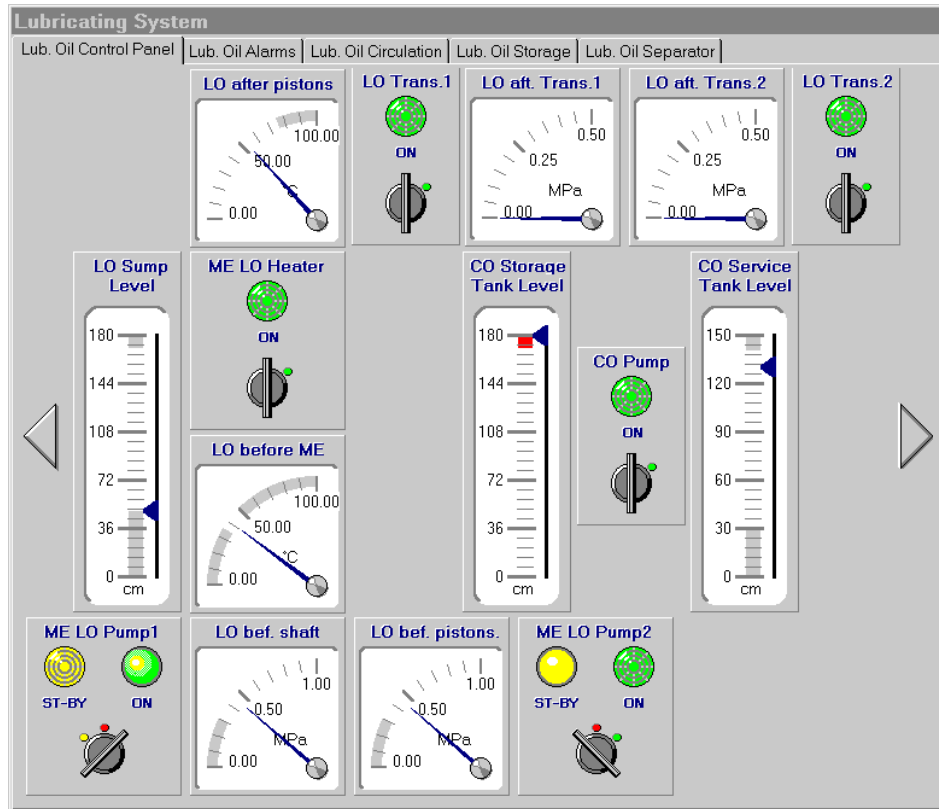 Lubricating System
Lub. Oil Control Panel Lub. Oil Alarms Lub. Oil Circulation Lub. Oil Storage Lub. Oil Separator
LO after pistons
100.00
50.00
°C
0.00
LO Trans.1
ON
LO aft. Trans.1
0.50
0.25
MPa
0.00
LO aft. Trans.2
0.50
0.25
MPa
0.00
LO Trans.2
ON
LO Sump
Level
180
144
108
72
36
0
cm
ME LO Heater
ON
LO before ME
100.00
50.00
°C
0.00
CO Storage
Tank Level
180
144
108
72
36
0
cm
CO Pump
ON
CO Service
Tank Level
150
120
90
60
30
0
cm
ME LO Pump1
ST-BY ON
LO bef. shaft
1.00
0.50
MPa
0.00
LO bef. pistons.
1.00
0.50
MPa
0.00
ME LO Pump2
ST-BY ON